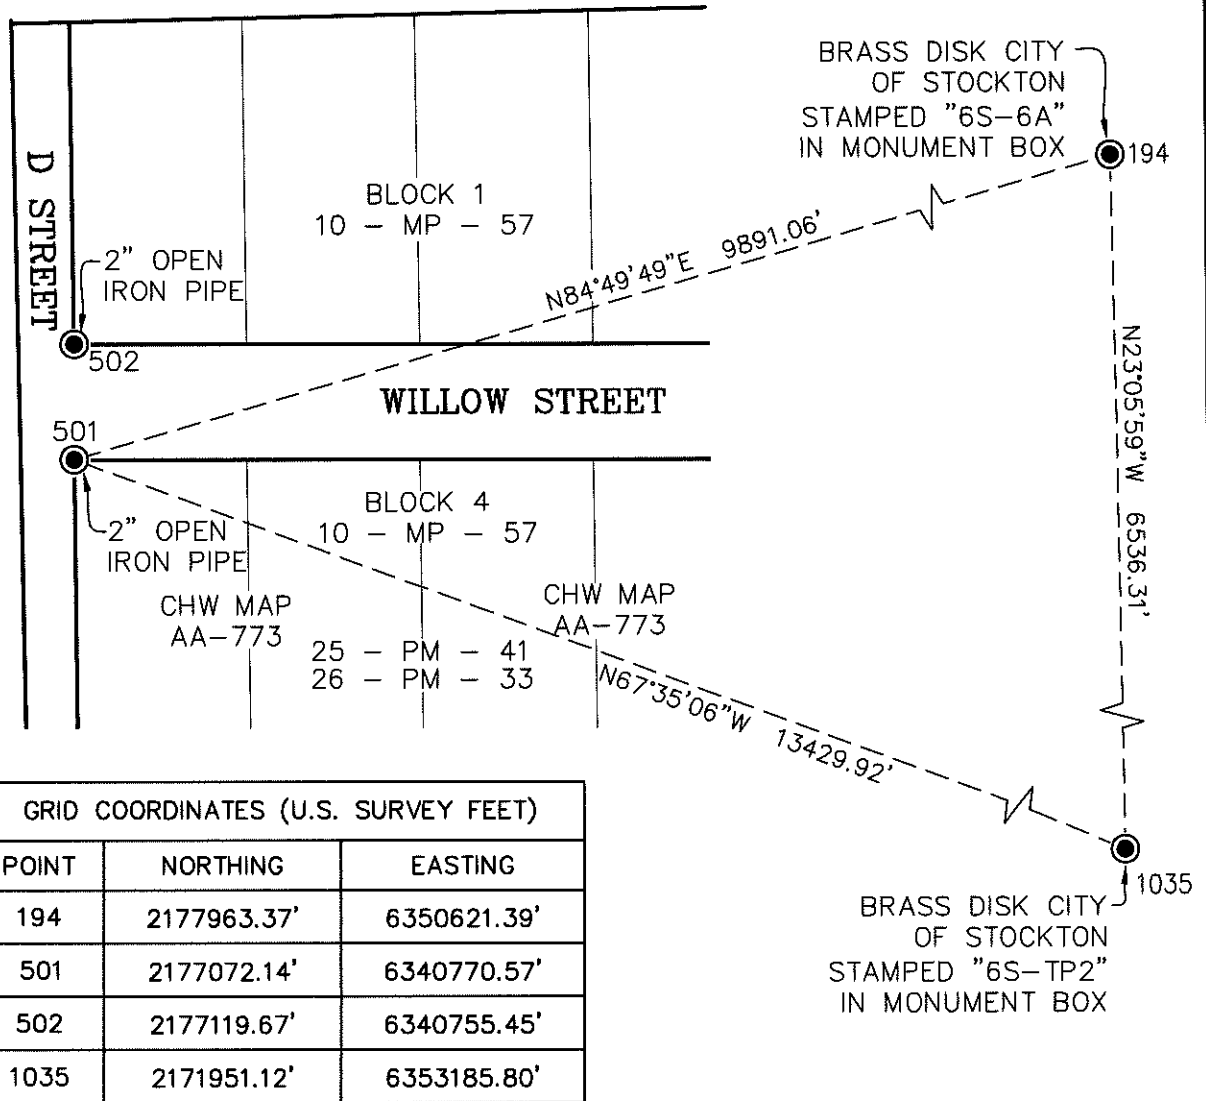 BRASS DISK CITY
OF STOCKTON
STAMPED "6S-6A"
IN MONUMENT BOX
194
D STREET
BLOCK 1
10 - MP - 57
2" OPEN
IRON PIPE
502
N84°49'49"E 9891.06'
WILLOW STREET
501
2" OPEN
IRON PIPE
BLOCK 4
10 - MP - 57
CHW MAP
AA-773
CHW MAP
AA-773
25 - PM - 41
26 - PM - 33
N23°05'59"W 6536.31'
N67°35'06"W 13429.92'
1035
BRASS DISK CITY
OF STOCKTON
STAMPED "6S-TP2"
IN MONUMENT BOX
GRID COORDINATES (U.S. SURVEY FEET)
POINT NORTHING EASTING
194 2177963.37' 6350621.39'
501 2177072.14' 6340770.57'
502 2177119.67' 6340755.45'
1035 2171951.12' 6353185.80'